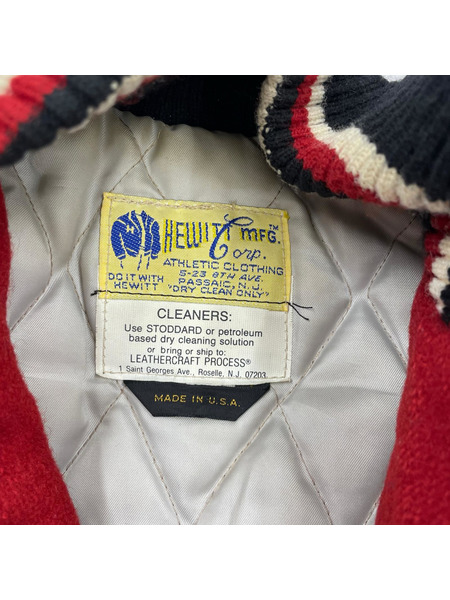 HEWITT MFG.™
Corp.
ATHLETIC CLOTHING
5-23 8TH AVE.
PASSAIC, N.J.
"DRY CLEAN ONLY"
DO IT WITH
HEWITT
CLEANERS:
Use STODDARD or petroleum
based dry cleaning solution
or bring or ship to:
LEATHERCRAFT PROCESS®
1 Saint Georges Ave., Roselle, N.J. 07203
MADE IN U.S.A.